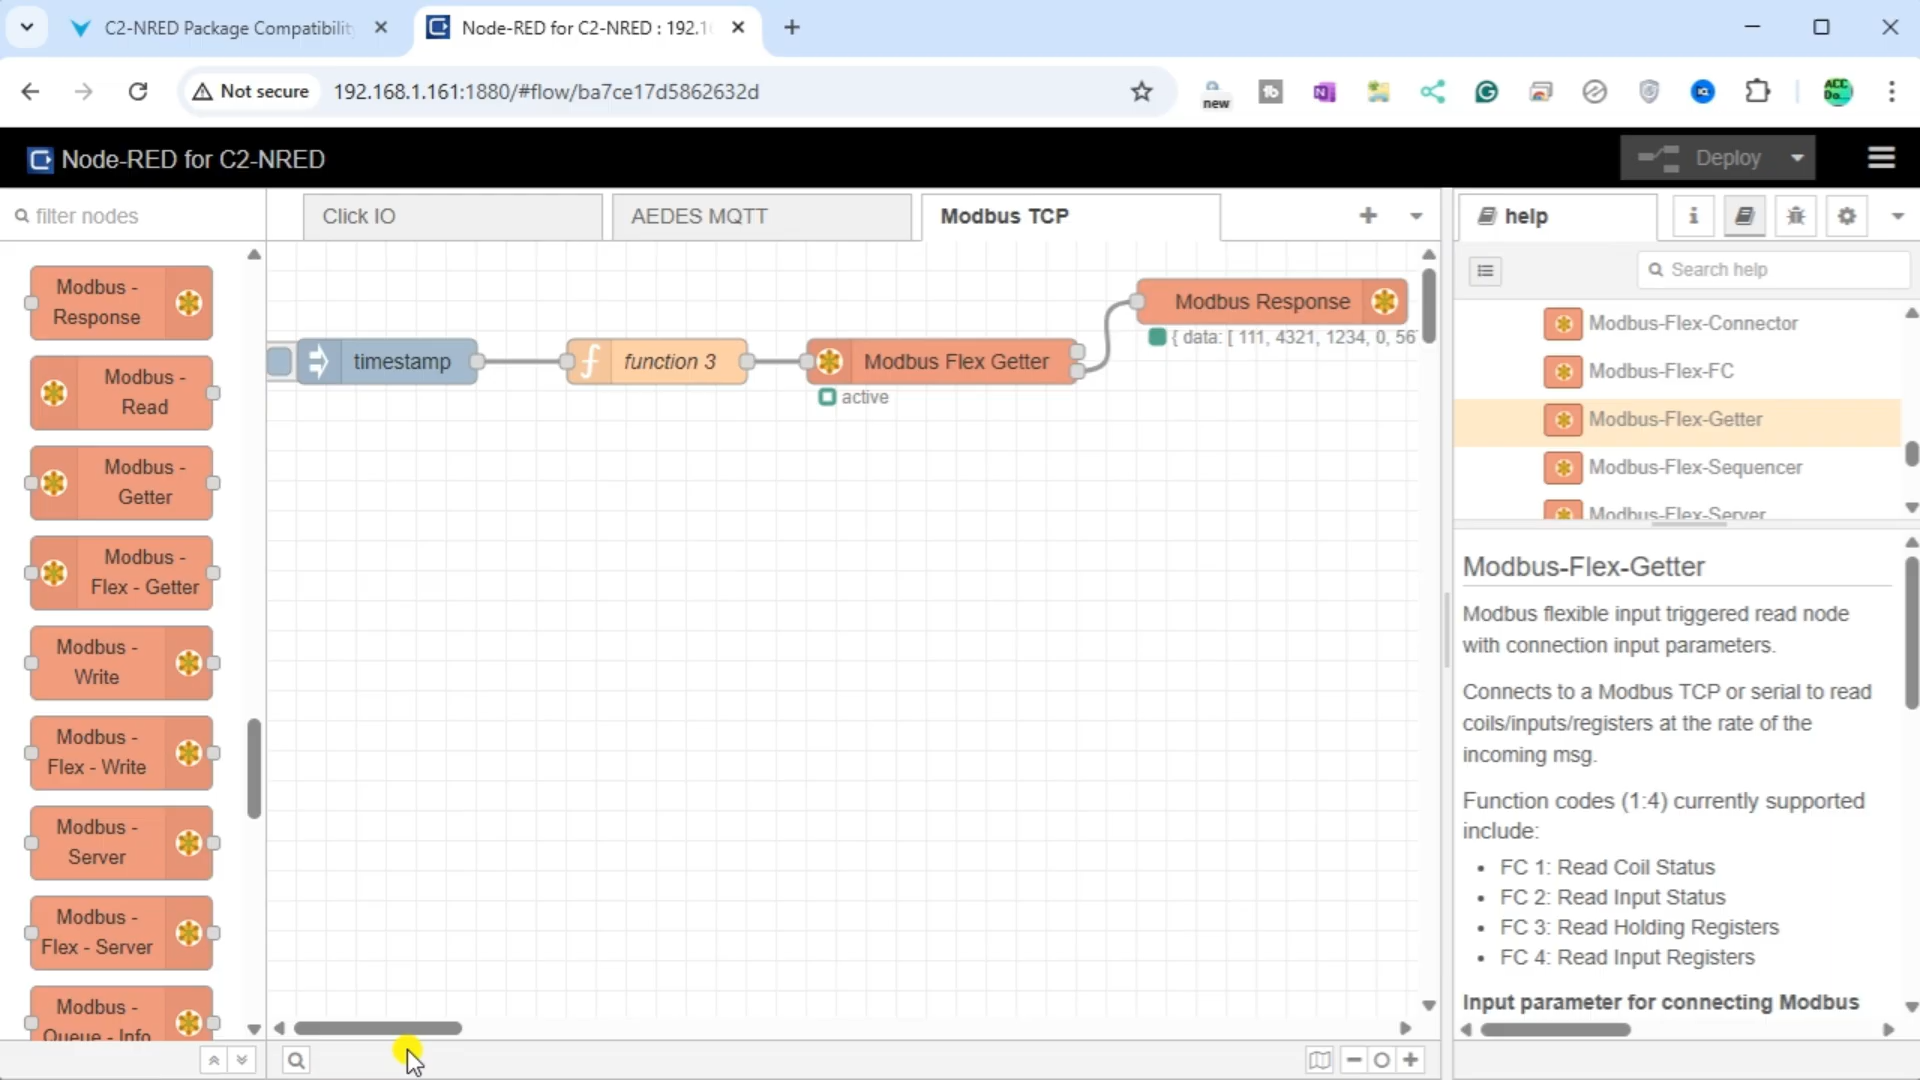 C2-NRED Package Compatibility
Node-RED for C2-NRED : 192.1
Not secure
192.168.1.161:1880/#flow/ba7ce17d5862632d
new
ACC
Do...
Node-RED for C2-NRED
Deploy
filter nodes
Click IO
AEDES MQTT
Modbus TCP
help
Search help
Modbus -
Response
Modbus -
Read
Modbus -
Getter
Modbus -
Flex - Getter
Modbus -
Write
Modbus -
Flex - Write
Modbus -
Server
Modbus -
Flex - Server
Modbus -
Queue - Info
timestamp
function 3
Modbus Flex Getter
active
Modbus Response
{ data: [ 111, 4321, 1234, 0, 56
Modbus-Flex-Connector
Modbus-Flex-FC
Modbus-Flex-Getter
Modbus-Flex-Sequencer
Modbus-Flex-Server
Modbus-Flex-Getter
Modbus flexible input triggered read node
with connection input parameters.
Connects to a Modbus TCP or serial to read
coils/inputs/registers at the rate of the
incoming msg.
Function codes (1:4) currently supported
include:
• FC 1: Read Coil Status
• FC 2: Read Input Status
• FC 3: Read Holding Registers
• FC 4: Read Input Registers
Input parameter for connecting Modbus